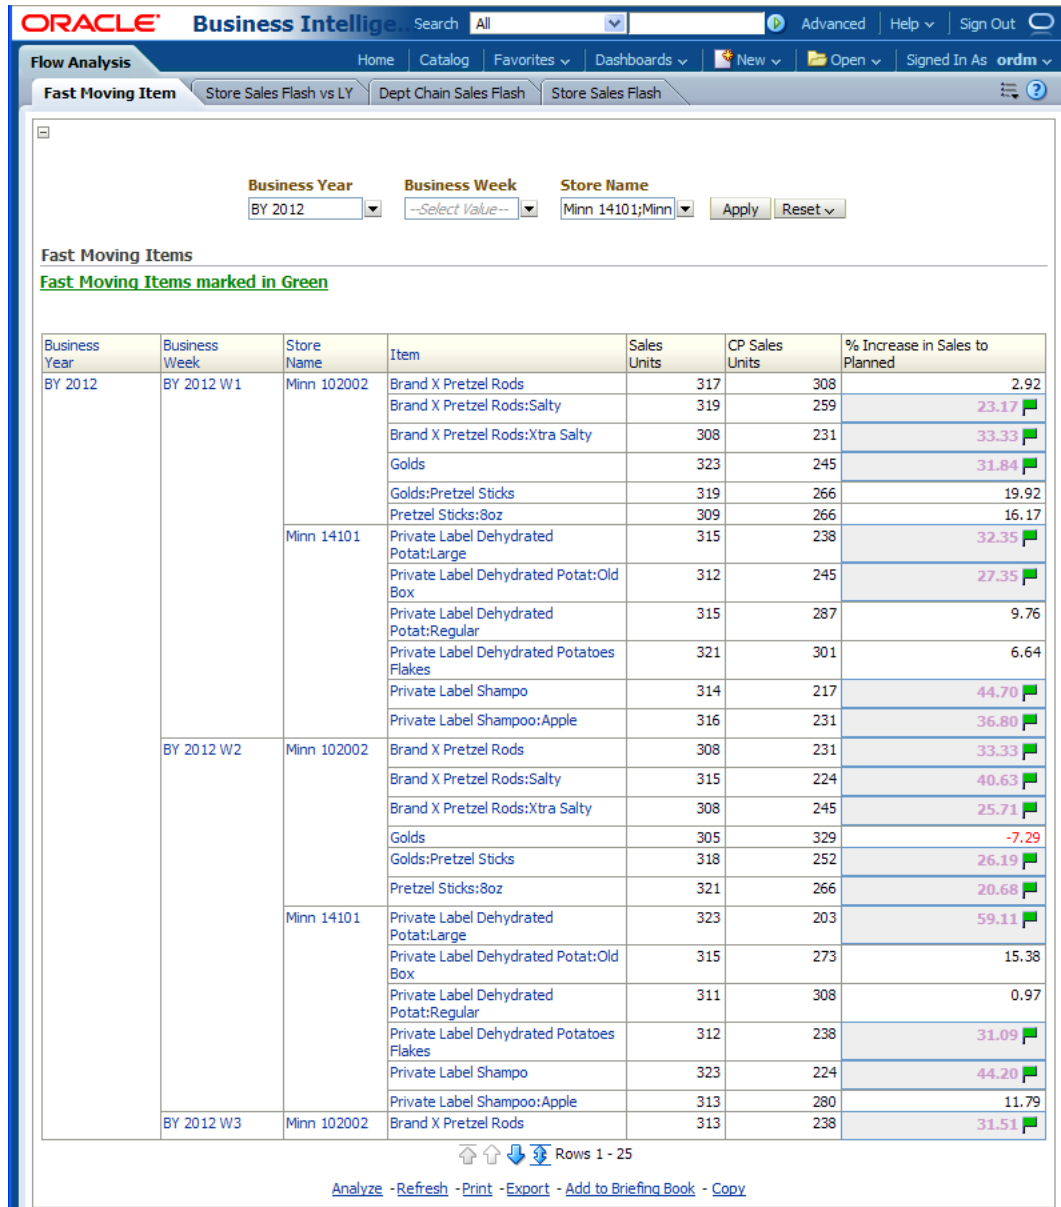 ORACLE Business Intellige... Search All Advanced Help Sign Out
Flow Analysis Home Catalog Favorites Dashboards New Open Signed In As ordm
Fast Moving Item Store Sales Flash vs LY Dept Chain Sales Flash Store Sales Flash
Business Year Business Week Store Name
BY 2012 --Select Value-- Minn 14101;Minn Apply Reset
Fast Moving Items
Fast Moving Items marked in Green
Business Year Business Week Store Name Item Sales Units CP Sales Units % Increase in Sales to Planned
BY 2012 BY 2012 W1 Minn 102002 Brand X Pretzel Rods 317 308 2.92
Brand X Pretzel Rods:Salty 319 259 23.17
Brand X Pretzel Rods:Xtra Salty 308 231 33.33
Golds 323 245 31.84
Golds:Pretzel Sticks 319 266 19.92
Pretzel Sticks:8oz 309 266 16.17
Minn 14101 Private Label Dehydrated Potat:Large 315 238 32.35
Private Label Dehydrated Potat:Old Box 312 245 27.35
Private Label Dehydrated Potat:Regular 315 287 9.76
Private Label Dehydrated Potatoes Flakes 321 301 6.64
Private Label Shampo 314 217 44.70
Private Label Shampoo:Apple 316 231 36.80
BY 2012 W2 Minn 102002 Brand X Pretzel Rods 308 231 33.33
Brand X Pretzel Rods:Salty 315 224 40.63
Brand X Pretzel Rods:Xtra Salty 308 245 25.71
Golds 305 329 -7.29
Golds:Pretzel Sticks 318 252 26.19
Pretzel Sticks:8oz 321 266 20.68
Minn 14101 Private Label Dehydrated Potat:Large 323 203 59.11
Private Label Dehydrated Potat:Old Box 315 273 15.38
Private Label Dehydrated Potat:Regular 311 308 0.97
Private Label Dehydrated Potatoes Flakes 312 238 31.09
Private Label Shampo 323 224 44.20
Private Label Shampoo:Apple 313 280 11.79
BY 2012 W3 Minn 102002 Brand X Pretzel Rods 313 238 31.51
Rows 1 - 25
Analyze - Refresh - Print - Export - Add to Briefing Book - Copy